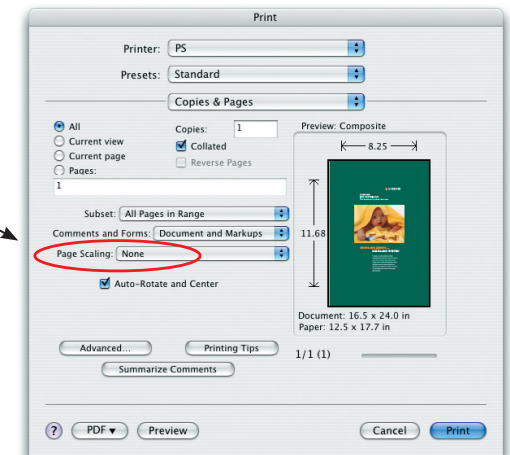 Print
Printer: PS
Presets: Standard
Copies & Pages
All
Current view
Current page
Pages:
1
Copies: 1
Collated
Reverse Pages
Subset: All Pages in Range
Comments and Forms: Document and Markups
Page Scaling: None
Auto-Rotate and Center
Advanced...
Printing Tips
Summarize Comments
Preview: Composite
8.25
11.68
Document: 16.5 x 24.0 in
Paper: 12.5 x 17.7 in
1/1 (1)
?
PDF ▼
Preview
Cancel
Print